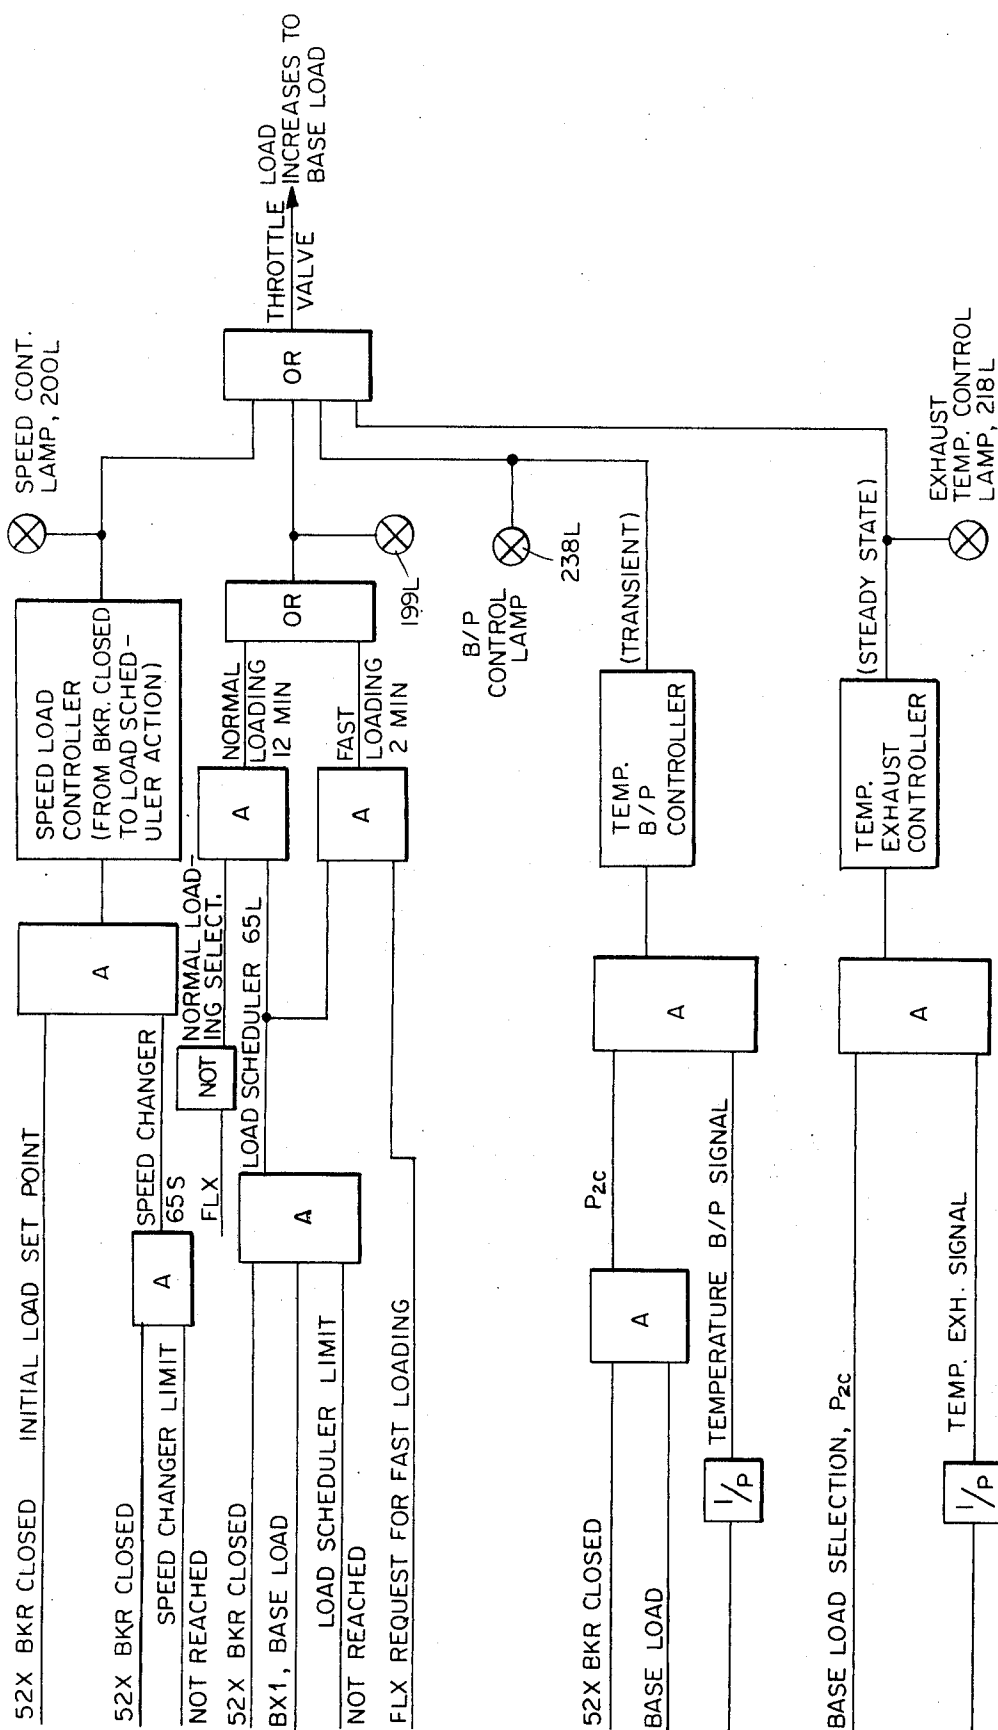 52X BKR CLOSED INITIAL LOAD SET POINT
52X BKR CLOSED
SPEED CHANGER LIMIT
NOT REACHED
A
SPEED CHANGER
65S
A
SPEED LOAD
CONTROLLER
(FROM BKR. CLOSED
TO LOAD SCHED-
ULER ACTION)
SPEED CONT.
LAMP, 200L
FLX
NOT
NORMAL LOAD-
ING SELECT.
52X BKR CLOSED
BX1, BASE LOAD
LOAD SCHEDULER LIMIT
NOT REACHED
A
LOAD SCHEDULER 65L
FLX REQUEST FOR FAST LOADING
A
A
NORMAL
LOADING
12 MIN
FAST
LOADING
2 MIN
OR
199L
OR
THROTTLE
VALVE
LOAD
INCREASES TO
BASE LOAD
B/P
CONTROL
LAMP
238L
52X BKR CLOSED
BASE LOAD
A
P2C
I/P
TEMPERATURE B/P SIGNAL
A
TEMP.
B/P
CONTROLLER
(TRANSIENT)
BASE LOAD SELECTION, P2C
I/P
TEMP. EXH. SIGNAL
A
TEMP.
EXHAUST
CONTROLLER
(STEADY STATE)
EXHAUST
TEMP. CONTROL
LAMP, 218L